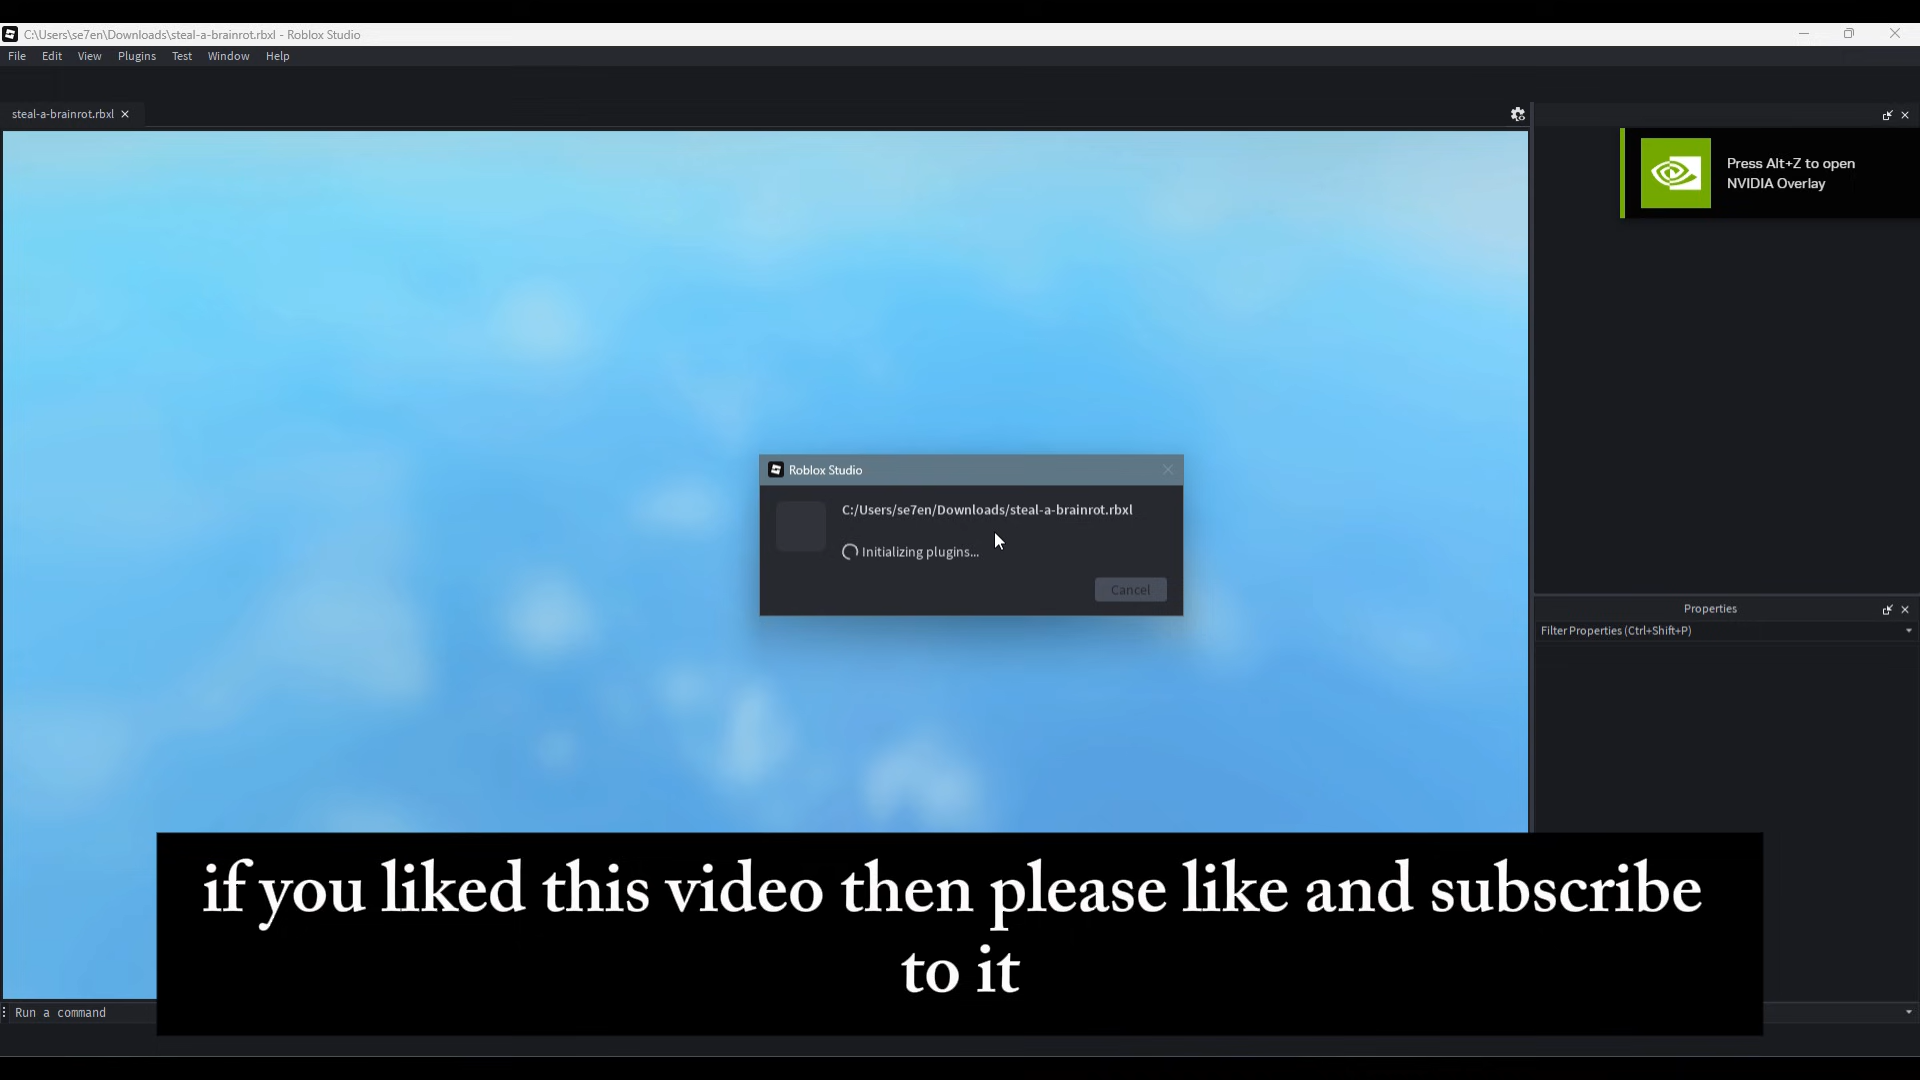 C:\Users\se7en\Downloads\steal-a-brainrot.rbxl - Roblox Studio
File Edit View Plugins Test Window Help
steal-a-brainrot.rbxl
Press Alt+Z to open
NVIDIA Overlay
Roblox Studio
C:/Users/se7en/Downloads/steal-a-brainrot.rbxl
Initializing plugins...
Cancel
Properties
Filter Properties (Ctrl+Shift+P)
if you liked this video then please like and subscribe
to it
Run a command